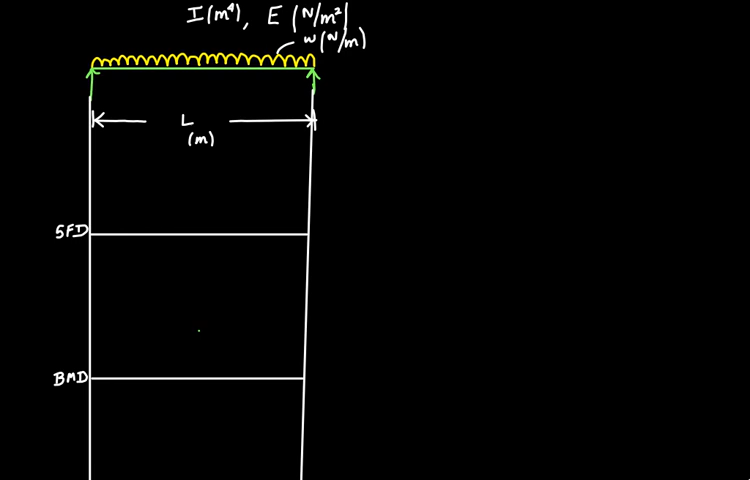 I(m⁴), E (N/m²)
w(N/m)
L
(m)
SFD
BMD